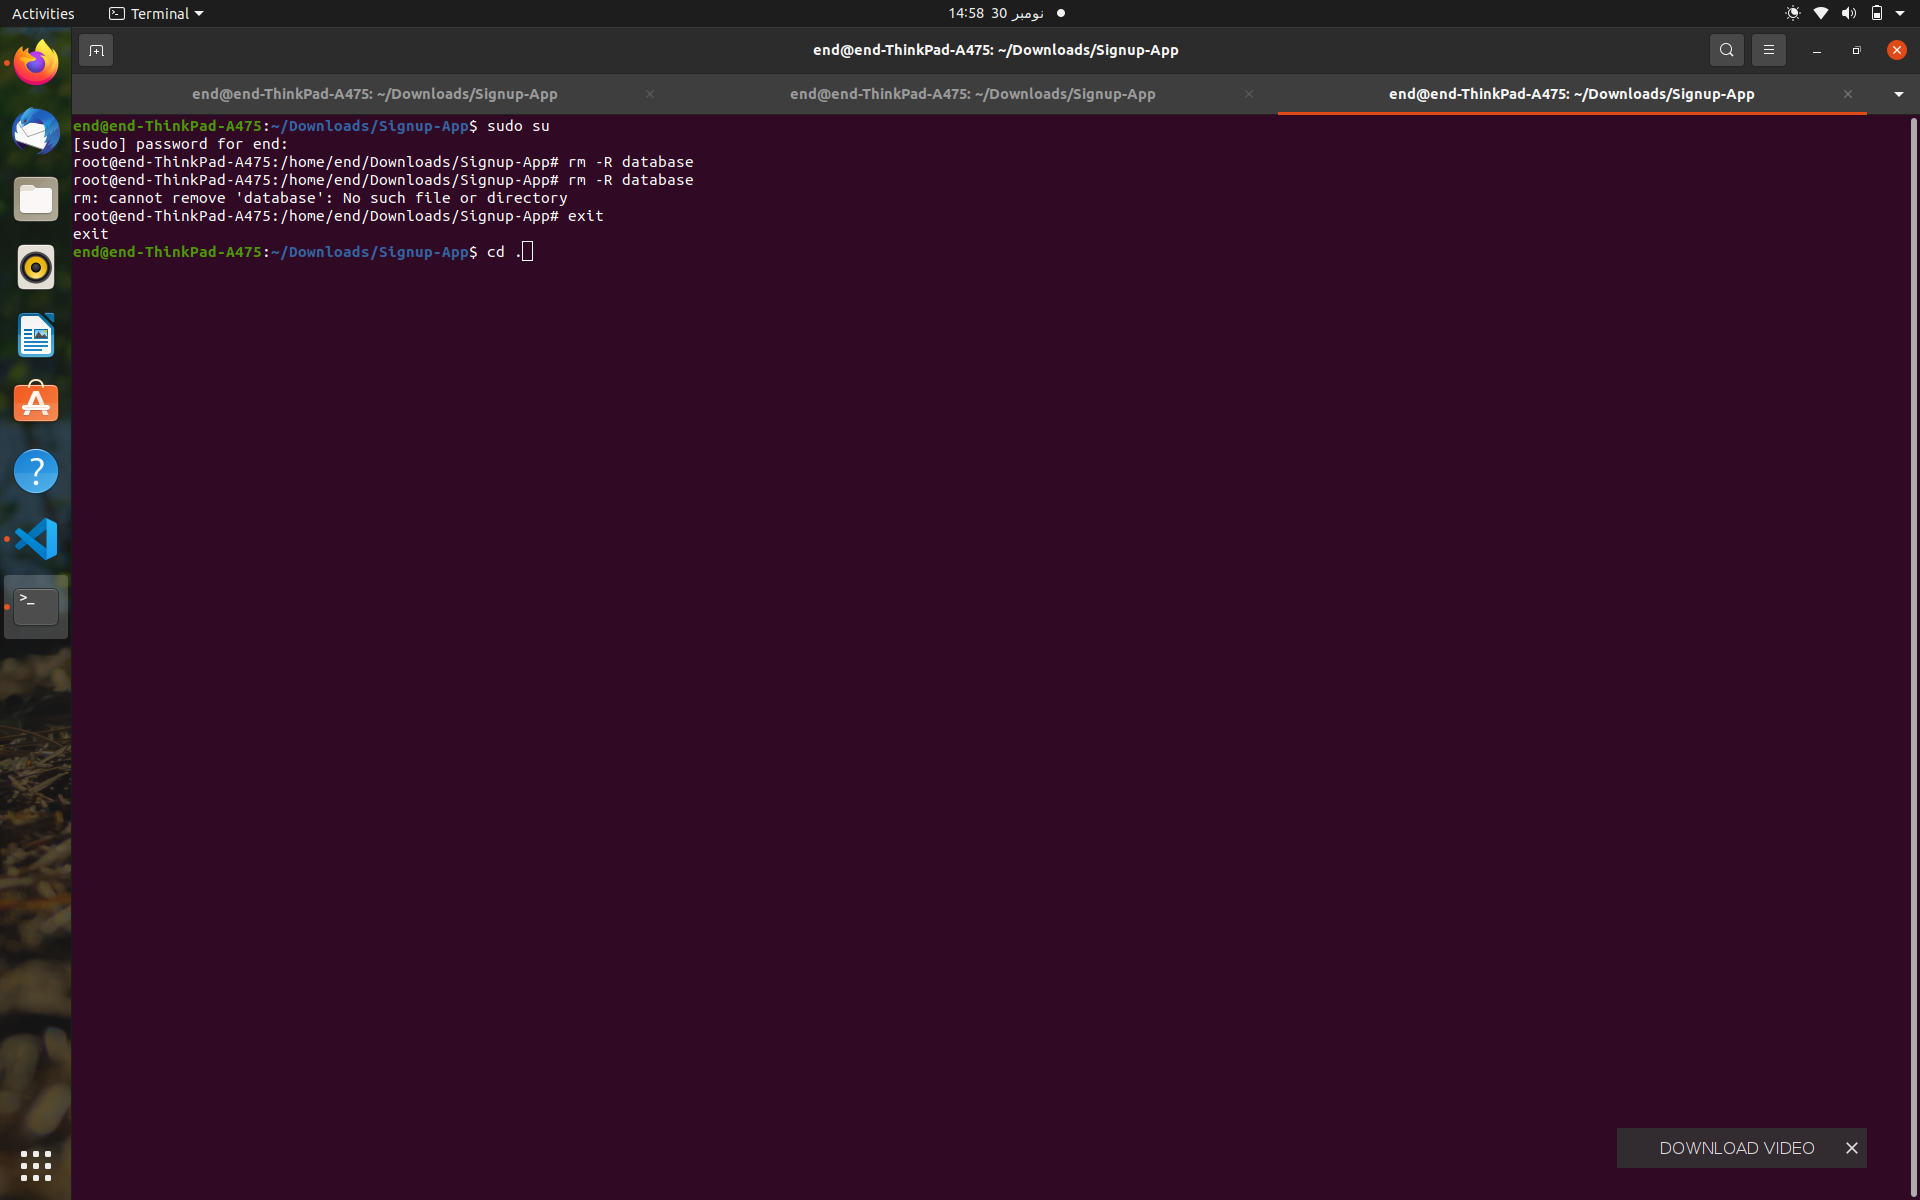 Activities
Terminal
14:58 30 نومبر
end@end-ThinkPad-A475: ~/Downloads/Signup-App
end@end-ThinkPad-A475: ~/Downloads/Signup-App
end@end-ThinkPad-A475: ~/Downloads/Signup-App
end@end-ThinkPad-A475: ~/Downloads/Signup-App
end@end-ThinkPad-A475:~/Downloads/Signup-App$ sudo su
[sudo] password for end:
root@end-ThinkPad-A475:/home/end/Downloads/Signup-App# rm -R database
root@end-ThinkPad-A475:/home/end/Downloads/Signup-App# rm -R database
rm: cannot remove 'database': No such file or directory
root@end-ThinkPad-A475:/home/end/Downloads/Signup-App# exit
exit
end@end-ThinkPad-A475:~/Downloads/Signup-App$ cd .
DOWNLOAD VIDEO